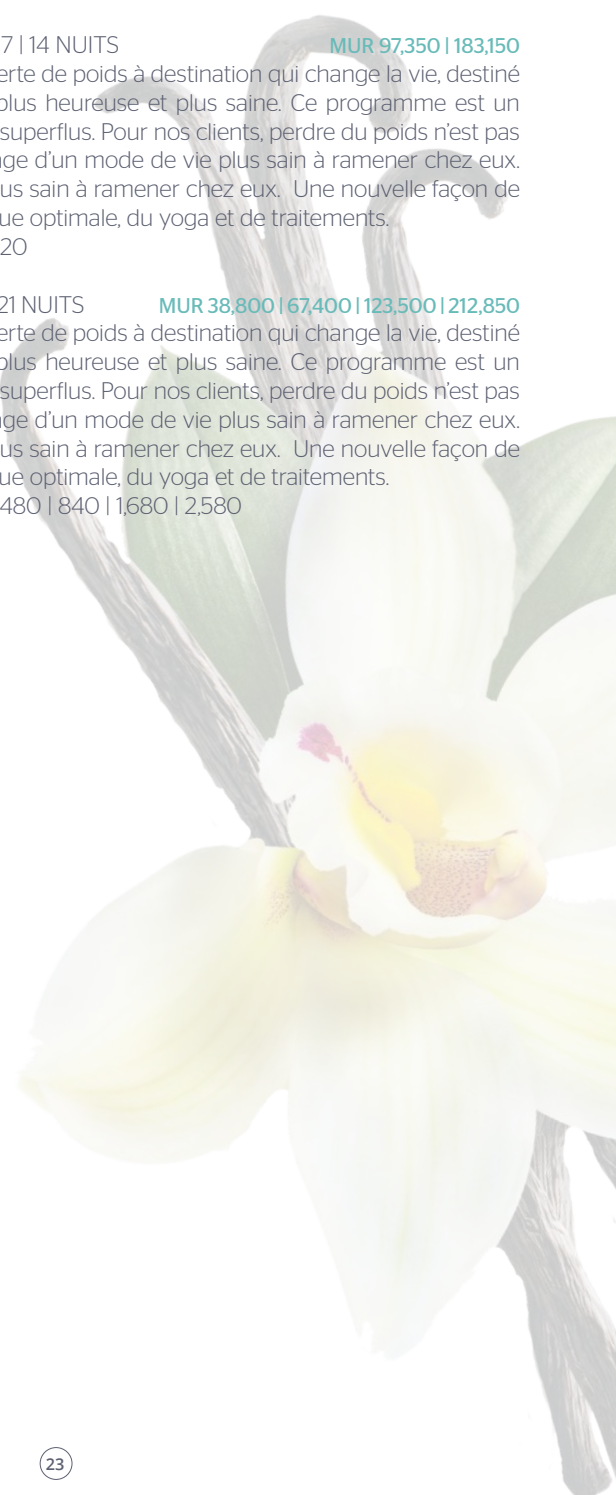 7 | 14 NUITS MUR 97,350 | 183,150
erte de poids à destination qui change la vie, destiné
plus heureuse et plus saine. Ce programme est un
superflus. Pour nos clients, perdre du poids n'est pas
age d'un mode de vie plus sain à ramener chez eux.
lus sain à ramener chez eux. Une nouvelle façon de
ue optimale, du yoga et de traitements.
20
21 NUITS MUR 38,800 | 67,400 | 123,500 | 212,850
erte de poids à destination qui change la vie, destiné
plus heureuse et plus saine. Ce programme est un
superflus. Pour nos clients, perdre du poids n'est pas
age d'un mode de vie plus sain à ramener chez eux.
lus sain à ramener chez eux. Une nouvelle façon de
ue optimale, du yoga et de traitements.
480 | 840 | 1,680 | 2,580
23